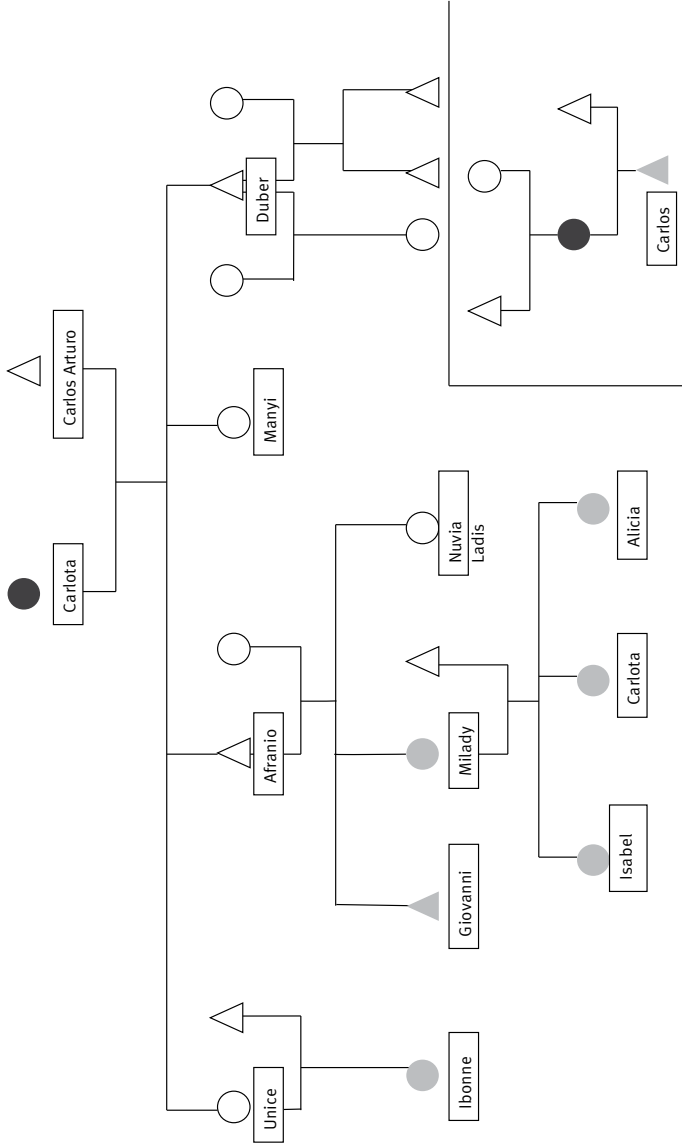 Carlota
Carlos Arturo
Unice
Afranio
Manyi
Duber
Ibonne
Giovanni
Milady
Nuvia
Ladis
Isabel
Carlota
Alicia
Carlos